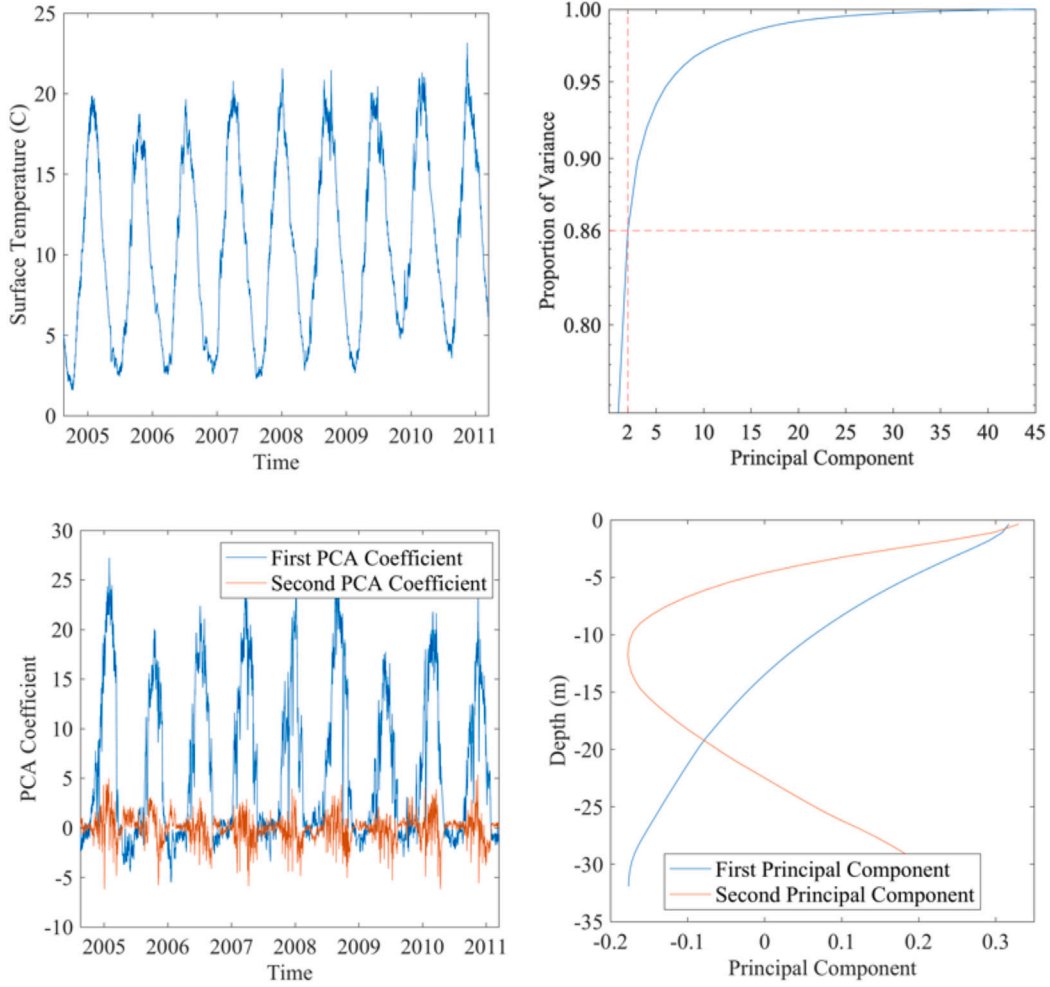 25
20
15
10
5
0
Surface Temperature (C)
2005 2006 2007 2008 2009 2010 2011
Time
1.00
0.95
0.90
0.86
0.80
Proportion of Variance
2 5 10 15 20 25 30 35 40 45
Principal Component
30
25
20
15
10
5
0
-5
-10
PCA Coefficient
First PCA Coefficient
Second PCA Coefficient
2005 2006 2007 2008 2009 2010 2011
Time
0
-5
-10
-15
-20
-25
-30
-35
Depth (m)
First Principal Component
Second Principal Component
-0.2 -0.1 0 0.1 0.2 0.3
Principal Component